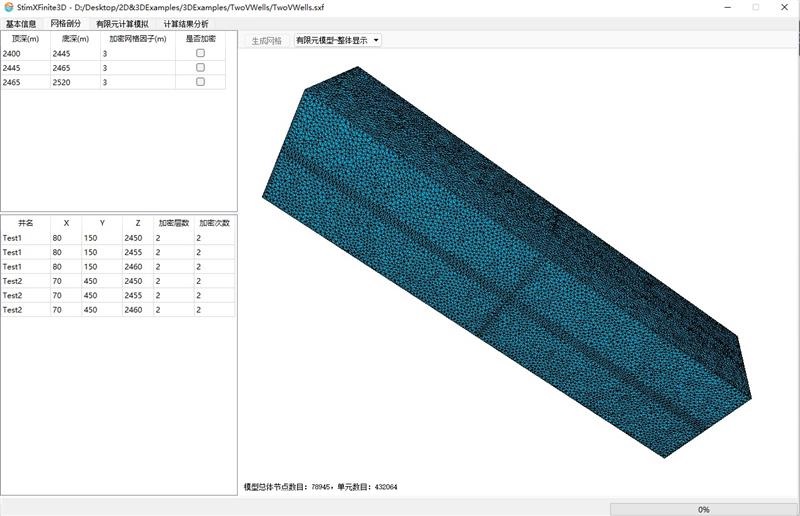 StimXFinite3D - D:/Desktop/2D&3DExamples/3DExamples/TwoVWells/TwoVWells.sxf
基本信息 网格剖分 有限元计算模拟 计算结果分析
生成网格 有限元模型-整体显示
顶深(m) 底深(m) 加密网格因子(m) 是否加密
2400 2445 3
2445 2465 3
2465 2520 3
井名 X Y Z 加密层数 加密次数
Test1 80 150 2450 2 2
Test1 80 150 2455 2 2
Test1 80 150 2460 2 2
Test2 70 450 2450 2 2
Test2 70 450 2455 2 2
Test2 70 450 2460 2 2
模型总体节点数目: 78945, 单元数目: 432064
0%